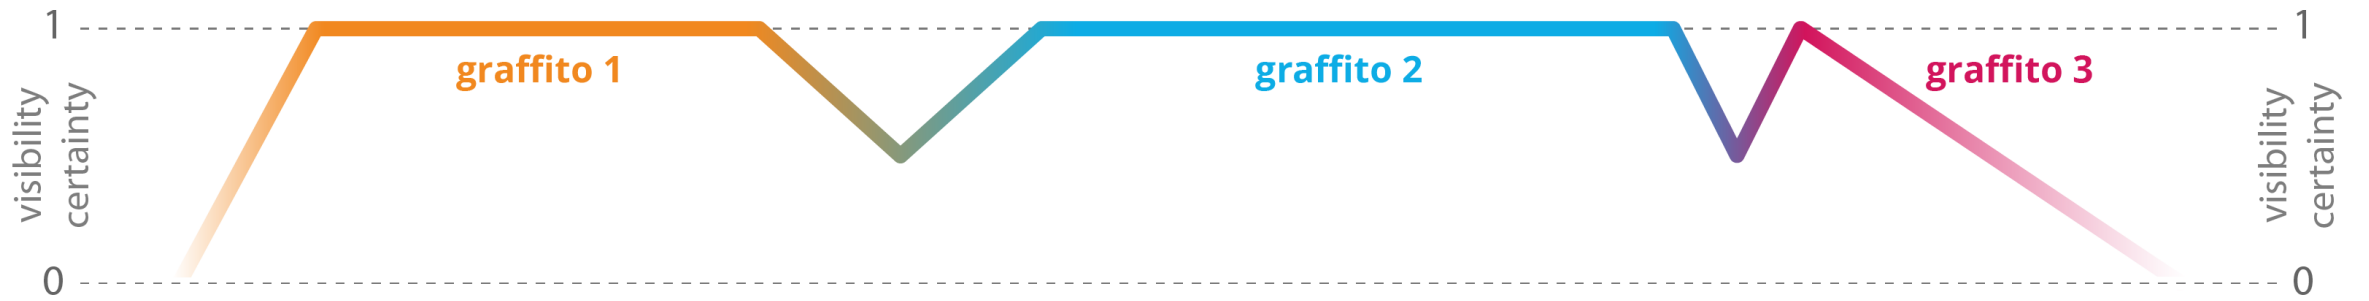 1
visibility
certainty
0
graffito 1
graffito 2
graffito 3
1
visibility
certainty
0